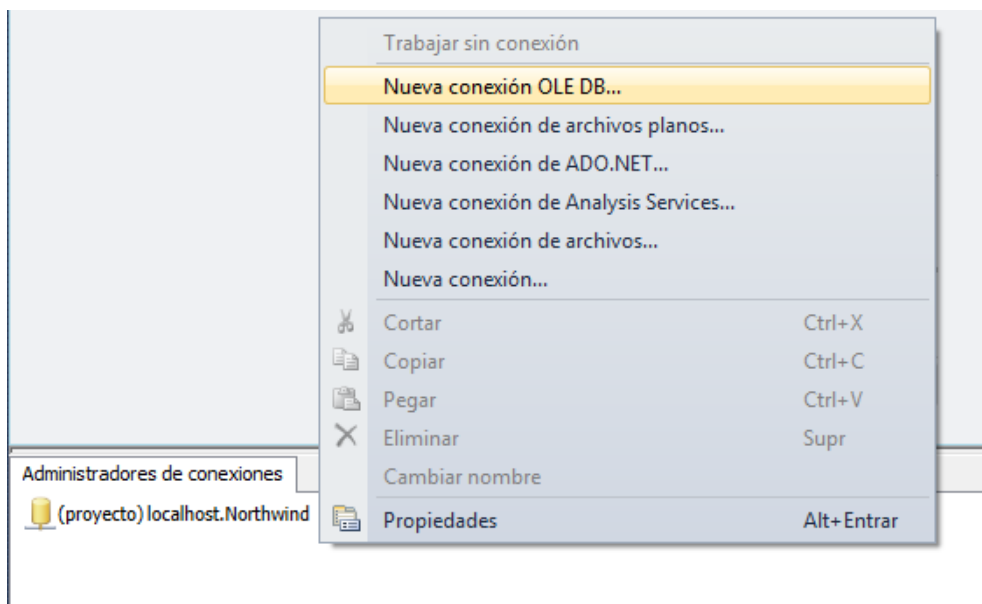 Trabajar sin conexión
Nueva conexión OLE DB...
Nueva conexión de archivos planos...
Nueva conexión de ADO.NET...
Nueva conexión de Analysis Services...
Nueva conexión de archivos...
Nueva conexión...
Cortar Ctrl+X
Copiar Ctrl+C
Pegar Ctrl+V
Eliminar Supr
Cambiar nombre
Propiedades Alt+Entrar
Administradores de conexiones
(proyecto) localhost.Northwind